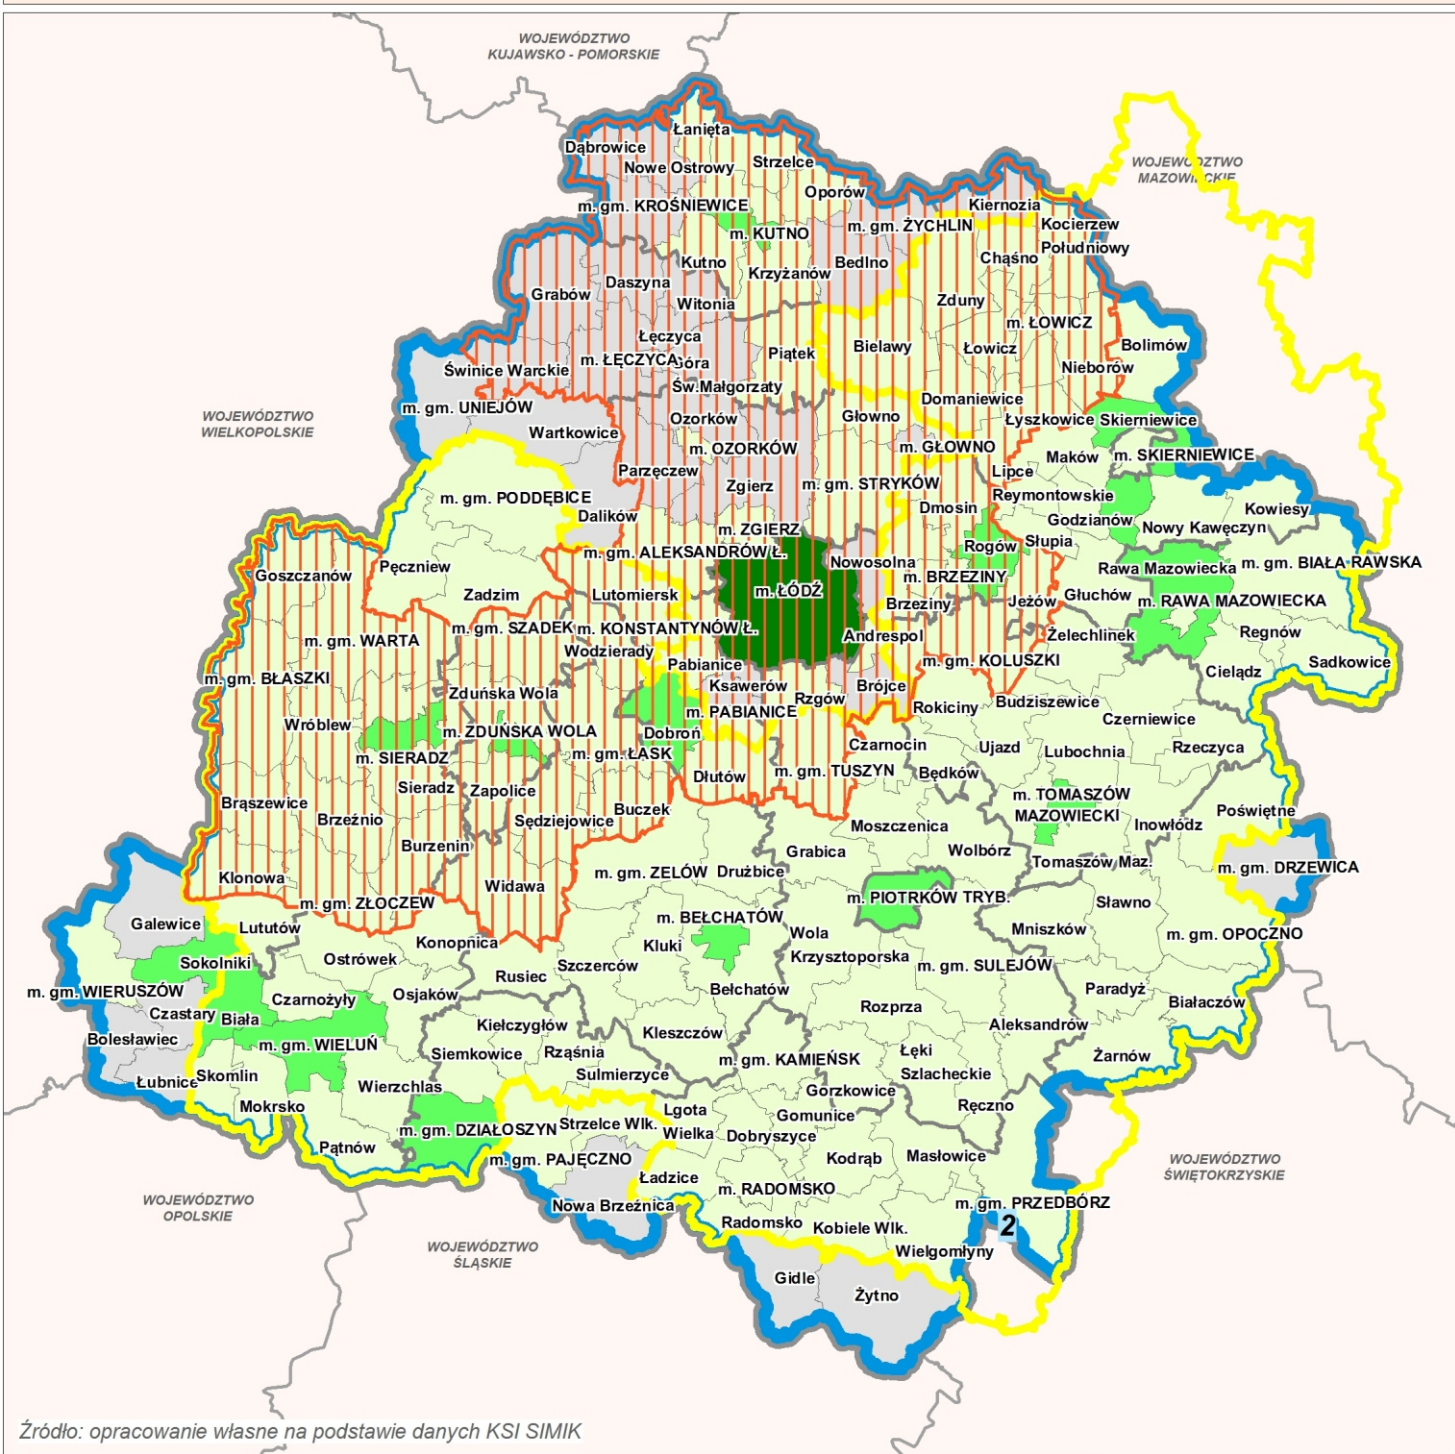 WOJEWÓDZTWO
KUJAWSKO - POMORSKIE
WOJEWÓDZTWO
MAZOWIECKIE
Łanięta
Dąbrowice
Nowe Ostrowy
Strzelce
Oporów
m. gm. KROŚNIEWICE
Kiernozia
m. KUTNO
m. gm. ŻYCHLIN
Kocierzew
Południowy
Kutno
Krzyżanów
Bedlno
Chąśno
Grabów
Daszyna
Witonia
Zduny
Łęczyca
m. ŁOWICZ
Bielawy
Łowicz
Bolimów
m. ŁĘCZYCA
Góra
Św.Małgorzaty
Piątek
Nieborów
Świnice Warckie
m. gm. UNIEJÓW
Domaniewice
WOJEWÓDZTWO
WIELKOPOLSKIE
Wartkowice
Ozorków
Głowno
Łyszkowice
Skierniewice
m. OZORKÓW
m. GŁOWNO
Maków
m. SKIERNIEWICE
Parzęczew
Zgierz
m. gm. STRYKÓW
Lipce
Reymontowskie
m. gm. PODDĘBICE
Dalików
Dmosin
Godzianów
Nowy Kawęczyn
Kowiesy
m. ZGIERZ
Rogów
Słupia
m. gm. ALEKSANDRÓW Ł.
Nowosolna
Rawa Mazowiecka
m. gm. BIAŁA RAWSKA
Goszczanów
Pęczniew
m. BRZEZINY
Zadzim
Lutomiersk
m. ŁÓDŹ
Brzeziny
Jeżów
Głuchów
m. RAWA MAZOWIECKA
m. gm. WARTA
m. gm. SZADEK
m. KONSTANTYNÓW Ł.
Andrespol
Żelechlinek
Regnów
Wodzierady
Pabianice
m. gm. KOLUSZKI
Sadkowice
m. gm. BŁASZKI
Zduńska Wola
Ksawerów
Rzgów
Brójce
Cielądz
Wróblew
m. ZDUŃSKA WOLA
m. PABIANICE
Rokiciny
Budziszewice
Czerniewice
m. SIERADZ
m. gm. ŁASK
Dobroń
Czarnocin
Ujazd
Lubochnia
Rzeczyca
Sieradz
Zapolice
Dłutów
m. gm. TUSZYN
Będków
Brąszewice
Brzeźnio
Sędziejowice
Buczek
m. TOMASZÓW
MAZOWIECKI
Inowłódz
Poświętne
Burzenin
Moszczenica
Grabica
Wolbórz
Tomaszów Maz.
Klonowa
Widawa
m. gm. ZELÓW
Drużbice
m. gm. DRZEWICA
m. gm. ZŁOCZEW
m. PIOTRKÓW TRYB.
Sławno
Galewice
Lututów
m. BEŁCHATÓW
Mniszków
m. gm. OPOCZNO
Konopnica
Kluki
Wola
Krzysztoporska
Sokolniki
Ostrówek
Rusiec
Szczerców
m. gm. SULEJÓW
m. gm. WIERUSZÓW
Czarnożyły
Osjaków
Bełchatów
Paradyż
Białaczów
Czastary
Biała
Rozprza
Bolesławiec
m. gm. WIELUŃ
Kiełczygłów
Kleszczów
Aleksandrów
Siemkowice
Rząśnia
m. gm. KAMIEŃSK
Łęki
Szlacheckie
Żarnów
Łubnice
Skomlin
Wierzchlas
Sulmierzyce
Gorzkowice
Mokrsko
Lgota
Wielka
Gomunice
Ręczno
Pątnów
m. gm. DZIAŁOSZYN
Strzelce Wlk.
Dobryszyce
m. gm. PAJĘCZNO
Kodrąb
Masłowice
Ładzice
WOJEWÓDZTWO
ŚWIĘTOKRZYSKIE
m. RADOMSKO
m. gm. PRZEDBÓRZ
WOJEWÓDZTWO
OPOLSKIE
Nowa Brzeźnica
Radomsko
Kobiele Wlk.
2
WOJEWÓDZTWO
ŚLĄSKIE
Wielgomłyny
Gidle
Żytno
Źródło: opracowanie własne na podstawie danych KSI SIMIK